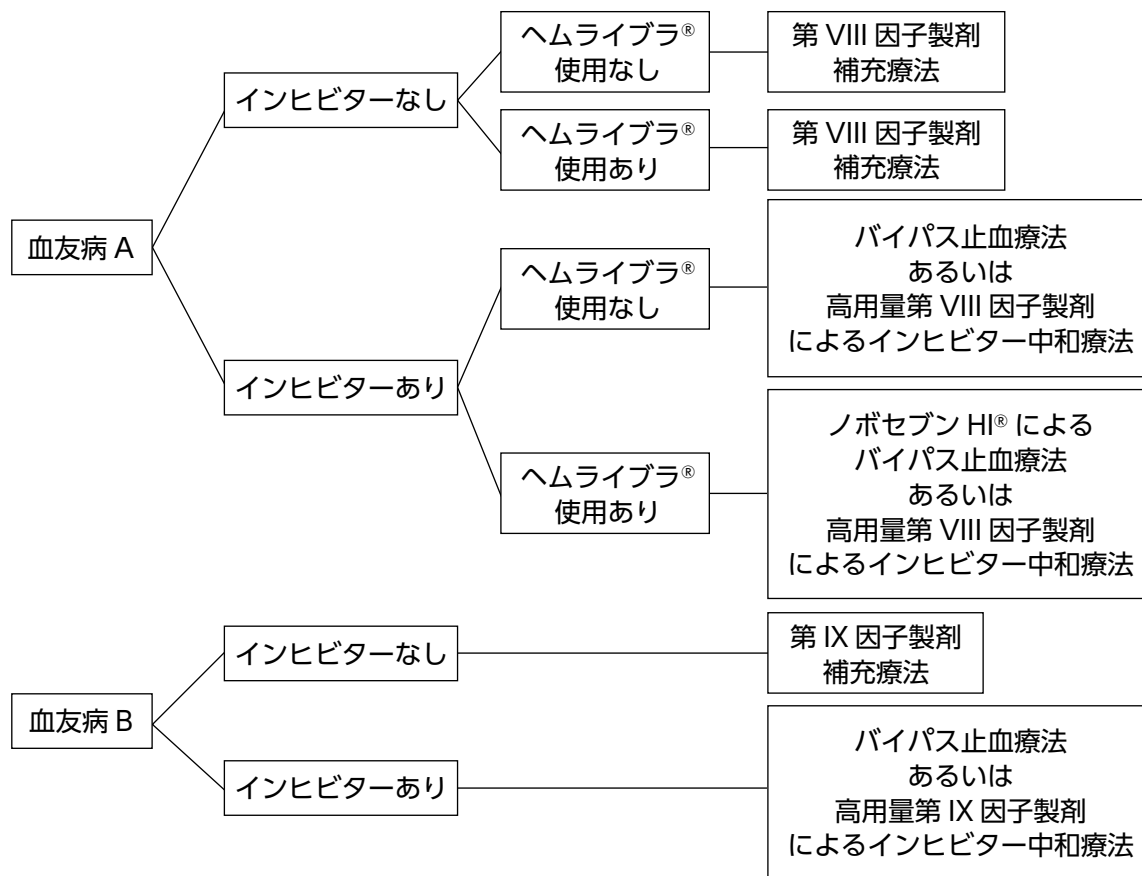 血友病 A
インヒビターなし
ヘムライブラ®
使用なし
第 VIII 因子製剤
補充療法
ヘムライブラ®
使用あり
第 VIII 因子製剤
補充療法
インヒビターあり
ヘムライブラ®
使用なし
バイパス止血療法
あるいは
高用量第 VIII 因子製剤
によるインヒビター中和療法
ヘムライブラ®
使用あり
ノボセブン HI® による
バイパス止血療法
あるいは
高用量第 VIII 因子製剤
によるインヒビター中和療法
血友病 B
インヒビターなし
第 IX 因子製剤
補充療法
インヒビターあり
バイパス止血療法
あるいは
高用量第 IX 因子製剤
によるインヒビター中和療法